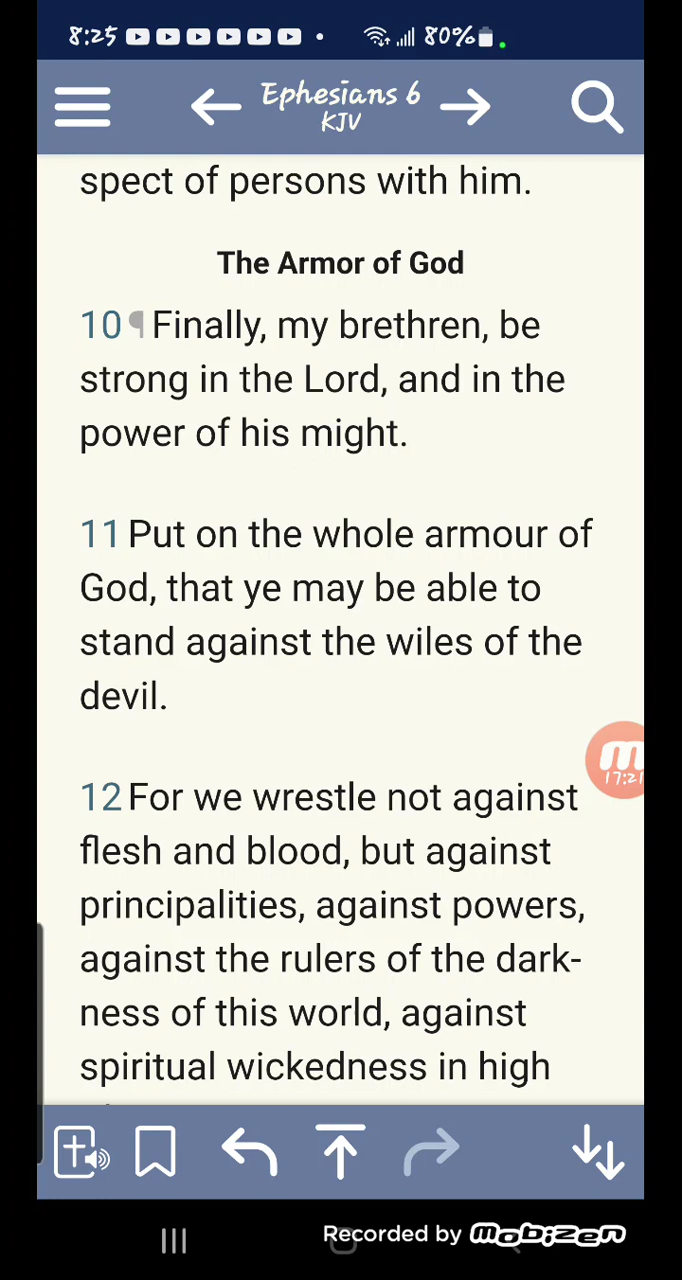 8:25 80%
Ephesians 6
KJV
spect of persons with him.
The Armor of God
10 ¶ Finally, my brethren, be
strong in the Lord, and in the
power of his might.
11 Put on the whole armour of
God, that ye may be able to
stand against the wiles of the
devil.
12 For we wrestle not against
flesh and blood, but against
principalities, against powers,
against the rulers of the dark-
ness of this world, against
spiritual wickedness in high
17:21
Recorded by Mobizen